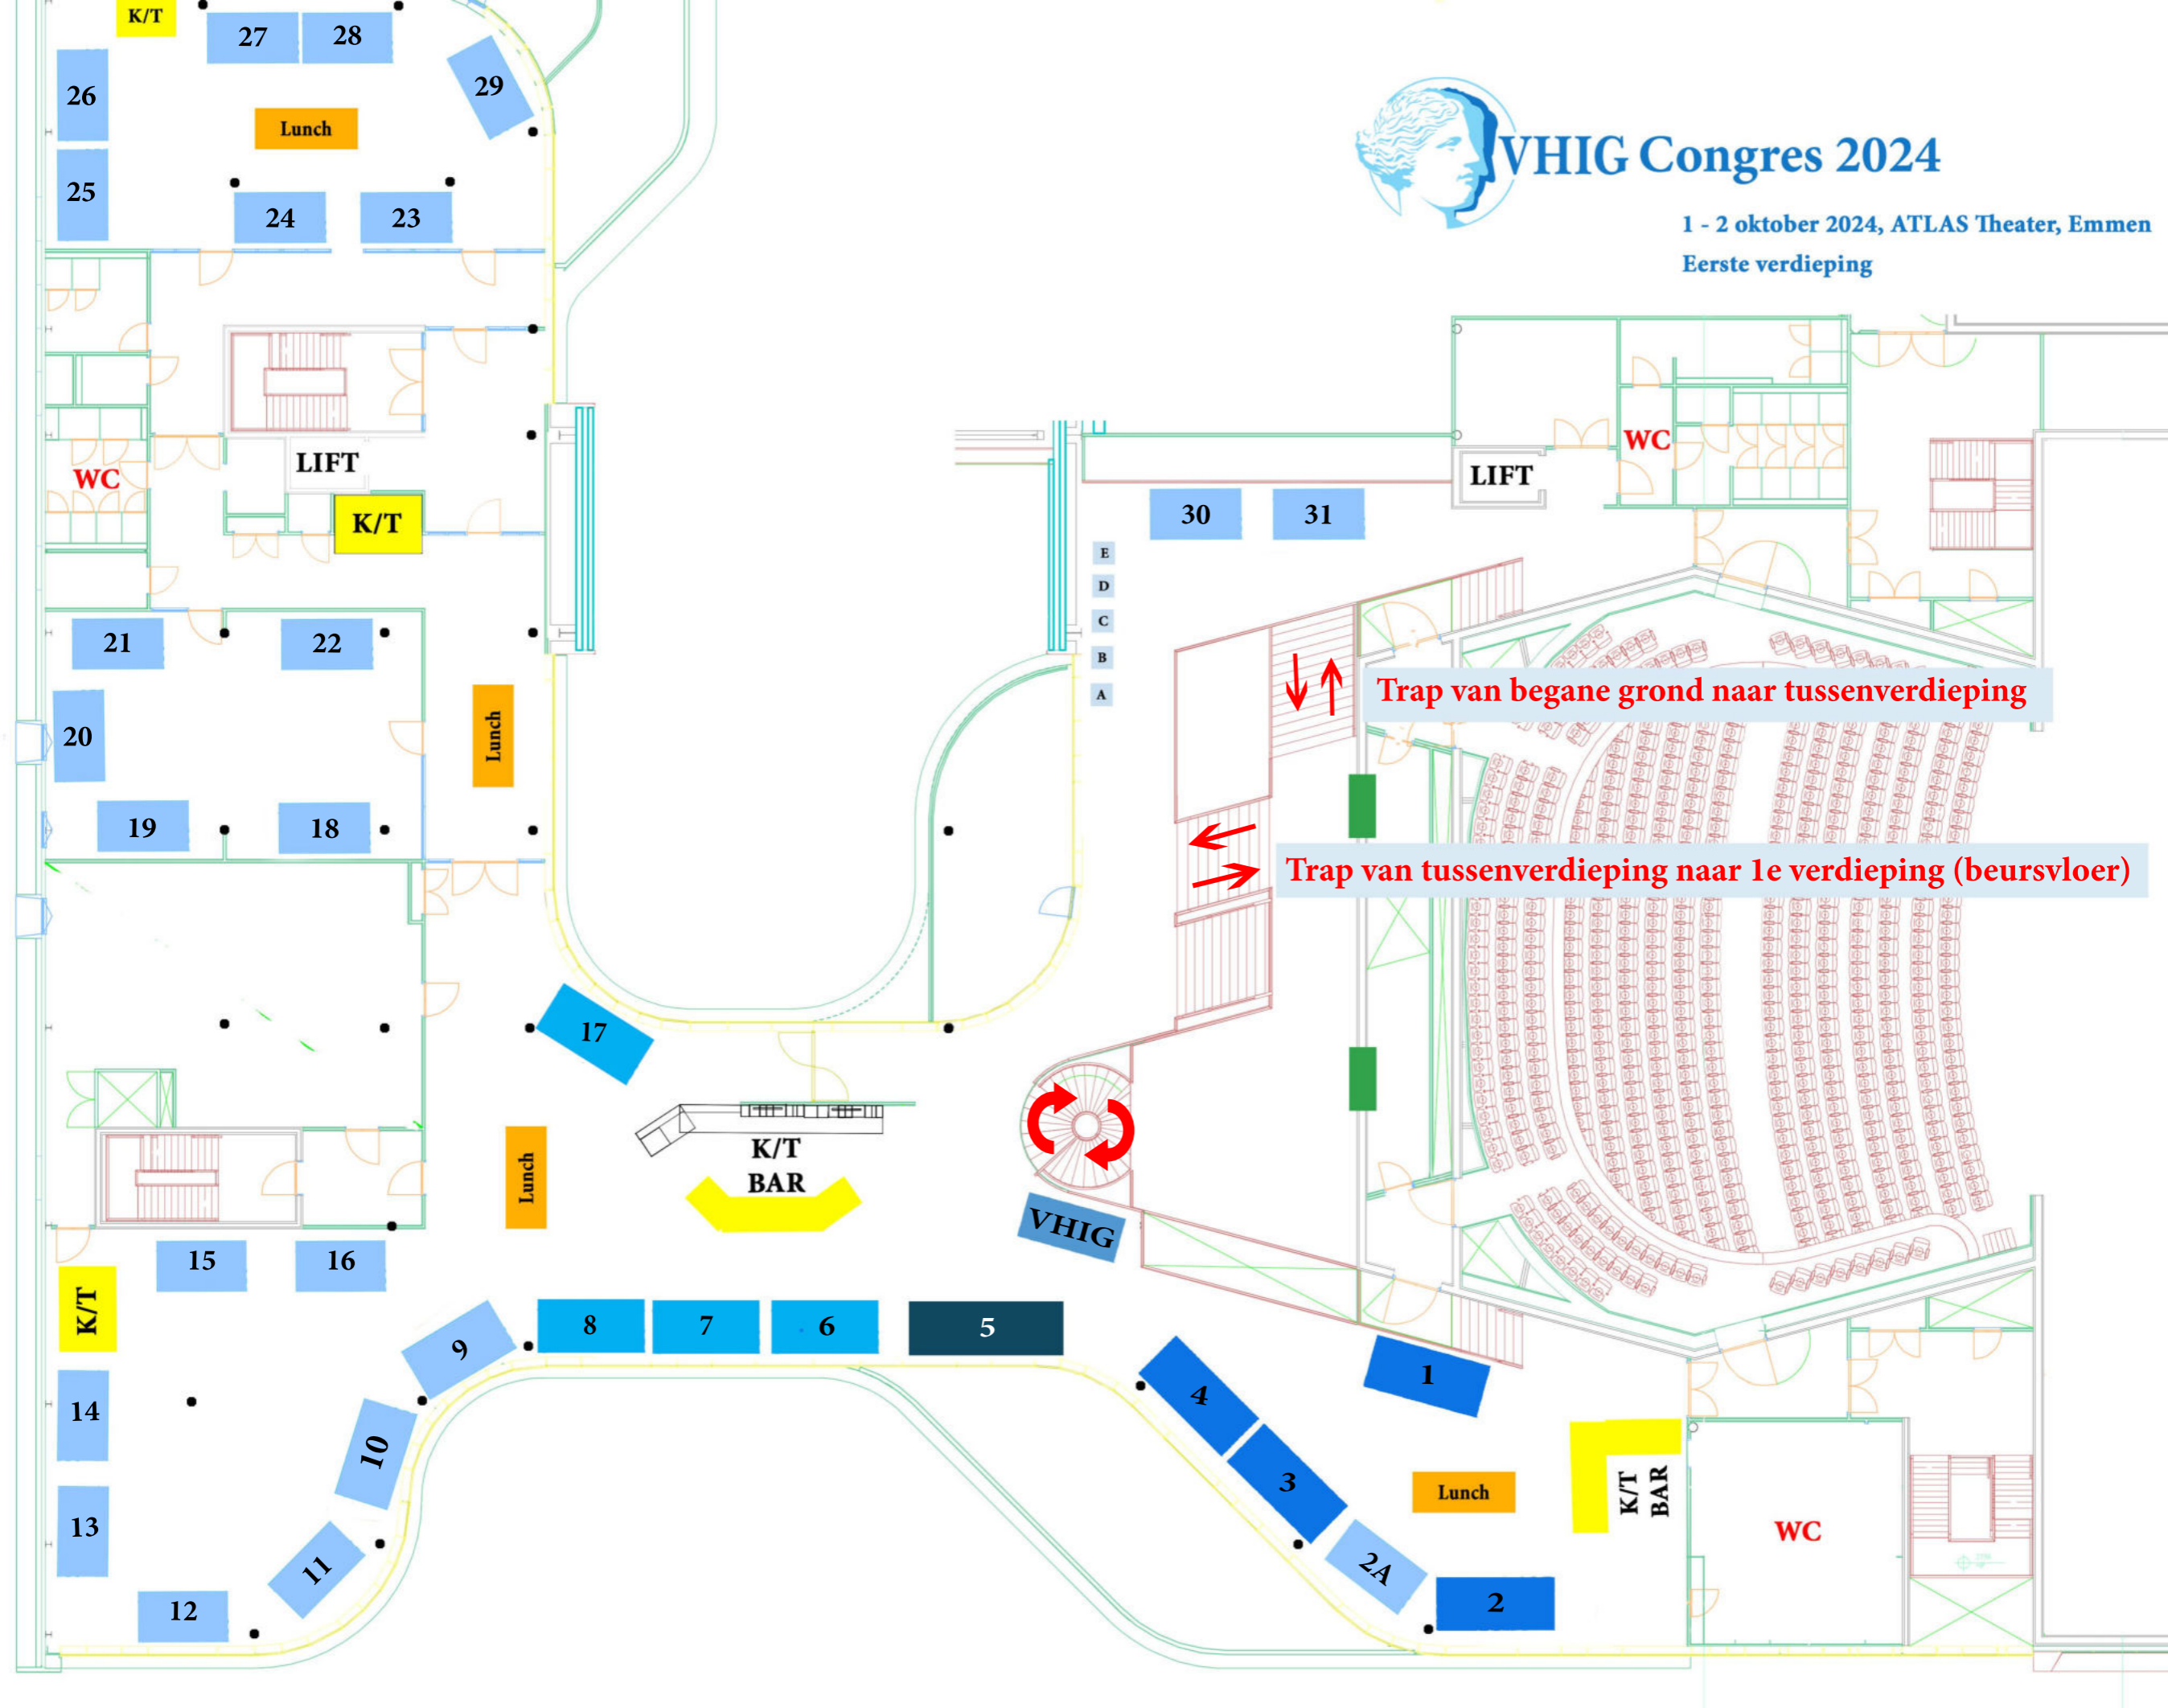 K/T
27
28
29
26
Lunch
25
24
23
VHIG Congres 2024
1 - 2 oktober 2024, ATLAS Theater, Emmen
Eerste verdieping
WC
LIFT
K/T
WC
LIFT
30
31
E
D
C
B
A
21
22
20
Lunch
19
18
Trap van begane grond naar tussenverdieping
Trap van tussenverdieping naar 1e verdieping (beursvloer)
17
K/T
BAR
Lunch
VHIG
15
16
K/T
9
8
7
6
5
4
3
2A
2
1
14
10
13
11
12
Lunch
K/T
BAR
WC